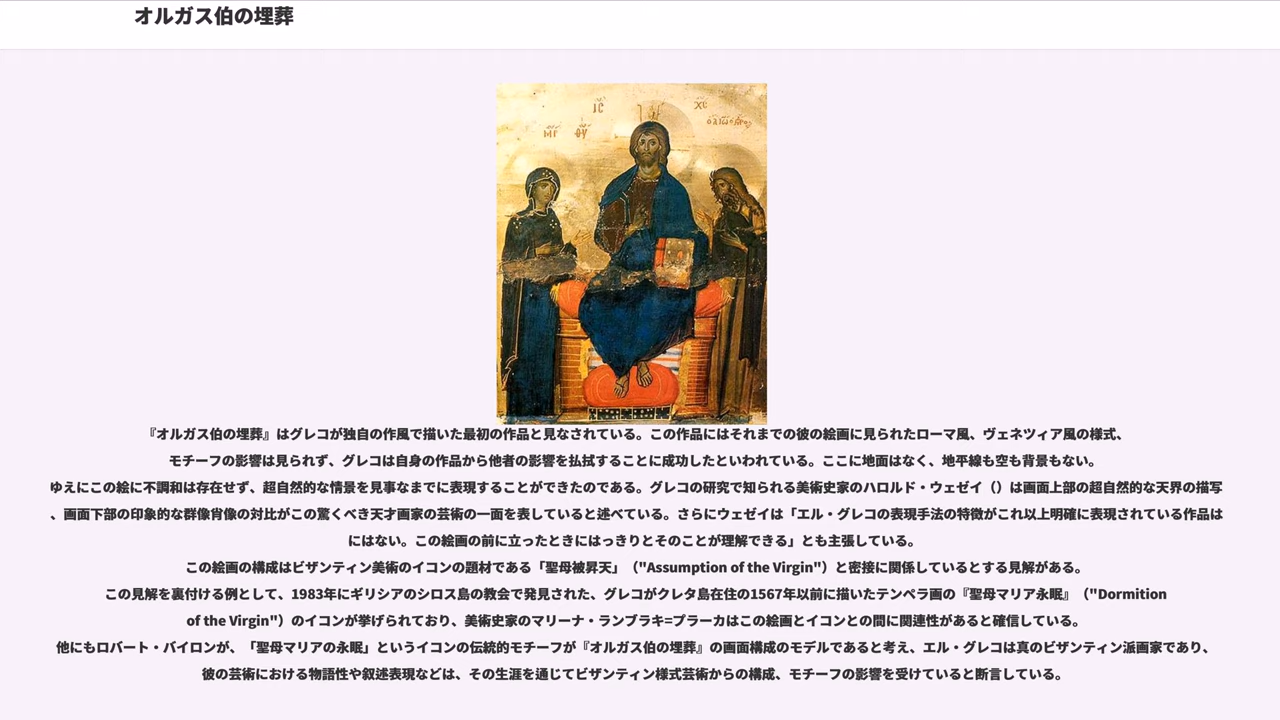 オルガス伯の埋葬
『オルガス伯の埋葬』はグレコが独自の作風で描いた最初の作品と見なされている。この作品にはそれまでの彼の絵画に見られたローマ風、ヴェネツィア風の様式、
モチーフの影響は見られず、グレコは自身の作品から他者の影響を払拭することに成功したといわれている。ここに地面はなく、地平線も空も背景もない。
ゆえにこの絵に不調和は存在せず、超自然的な情景を見事なまでに表現することができたのである。グレコの研究で知られる美術史家のハロルド・ウェゼイ（）は画面上部の超自然的な天界の描写
、画面下部の印象的な群像肖像の対比がこの驚くべき天才画家の芸術の一面を表していると述べている。さらにウェゼイは「エル・グレコの表現手法の特徴がこれ以上明確に表現されている作品は
にはない。この絵画の前に立ったときにはっきりとそのことが理解できる」とも主張している。
この絵画の構成はビザンティン美術のイコンの題材である「聖母被昇天」（"Assumption of the Virgin"）と密接に関係しているとする見解がある。
この見解を裏付ける例として、1983年にギリシアのシロス島の教会で発見された、グレコがクレタ島在住の1567年以前に描いたテンペラ画の『聖母マリア永眠』（"Dormition
of the Virgin"）のイコンが挙げられており、美術史家のマリーナ・ランブラキ=プラーカはこの絵画とイコンとの間に関連性があると確信している。
他にもロバート・バイロンが、「聖母マリアの永眠」というイコンの伝統的モチーフが『オルガス伯の埋葬』の画面構成のモデルであると考え、エル・グレコは真のビザンティン派画家であり、
彼の芸術における物語性や叙述表現などは、その生涯を通じてビザンティン様式芸術からの構成、モチーフの影響を受けていると断言している。